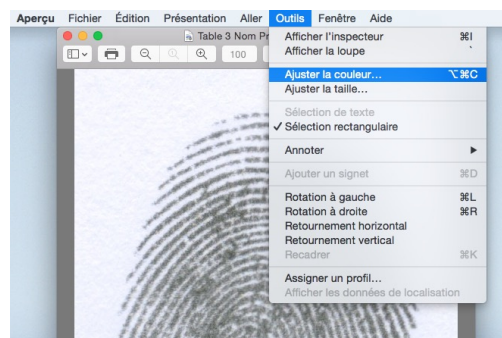 Aperçu Fichier Édition Présentation Aller Outils Fenêtre Aide
Table 3 Nom Pr
100
Afficher l'inspecteur ⌘I
Afficher la loupe `
Ajuster la couleur... ⌥⌘C
Ajuster la taille...
Sélection de texte
✓ Sélection rectangulaire
Annoter ▶
Ajouter un signet ⌘D
Rotation à gauche ⌘L
Rotation à droite ⌘R
Retournement horizontal
Retournement vertical
Recadrer ⌘K
Assigner un profil...
Afficher les données de localisation